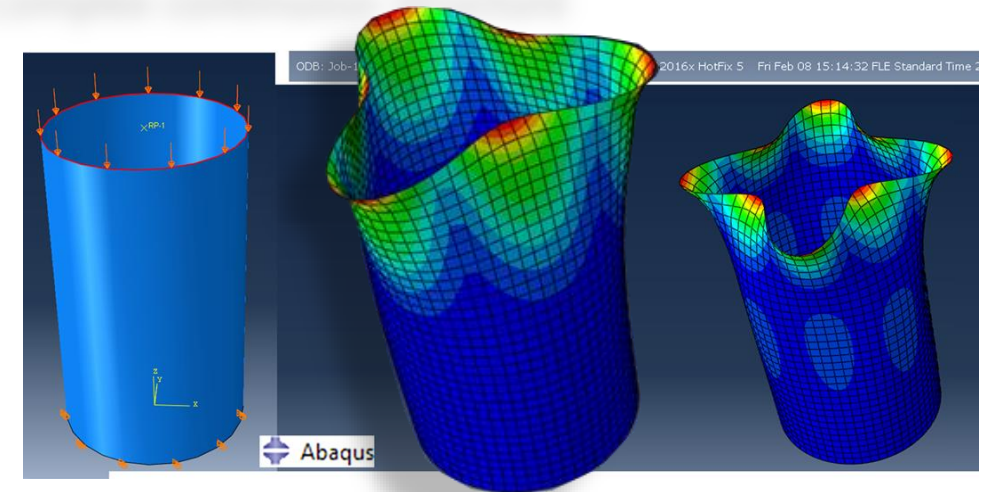 ODB: Job-1
2016x HotFix 5 Fri Feb 08 15:14:32 FLE Standard Time 2
RP-1
Z
Y
X
Abaqus